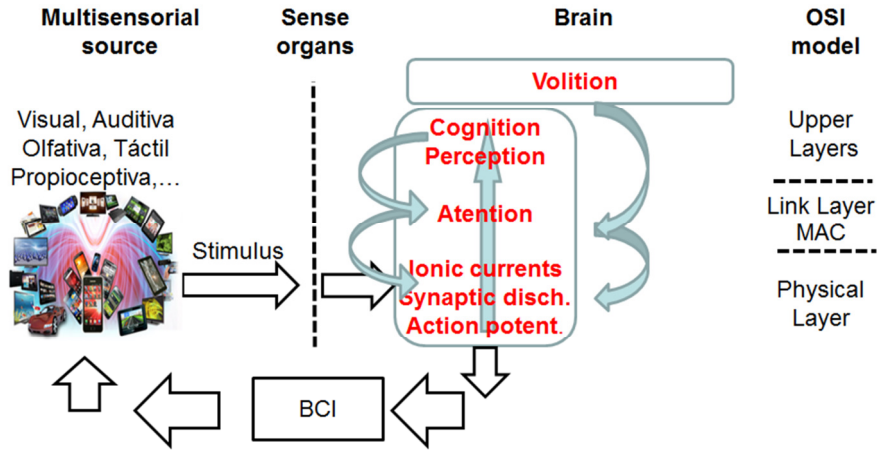 Multisensorial
source
Sense
organs
Brain
OSI
model
Volition
Visual, Auditiva
Olfativa, Táctil
Propioceptiva,...
Cognition
Perception
Upper
Layers
Atention
Link Layer
MAC
Stimulus
Ionic currents
Synaptic disch.
Action potent.
Physical
Layer
BCI